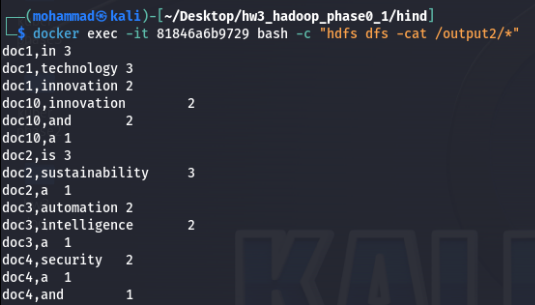 ┌──(mohammad㉿kali)-[~/Desktop/hw3_hadoop_phase0_1/hind]
└─$ docker exec -it 81846a6b9729 bash -c "hdfs dfs -cat /output2/*"
doc1,in 3
doc1,technology 3
doc1,innovation 2
doc10,innovation 2
doc10,and 2
doc10,a 1
doc2,is 3
doc2,sustainability 3
doc2,a 1
doc3,automation 2
doc3,intelligence 2
doc3,a 1
doc4,security 2
doc4,a 1
doc4,and 1
KALI